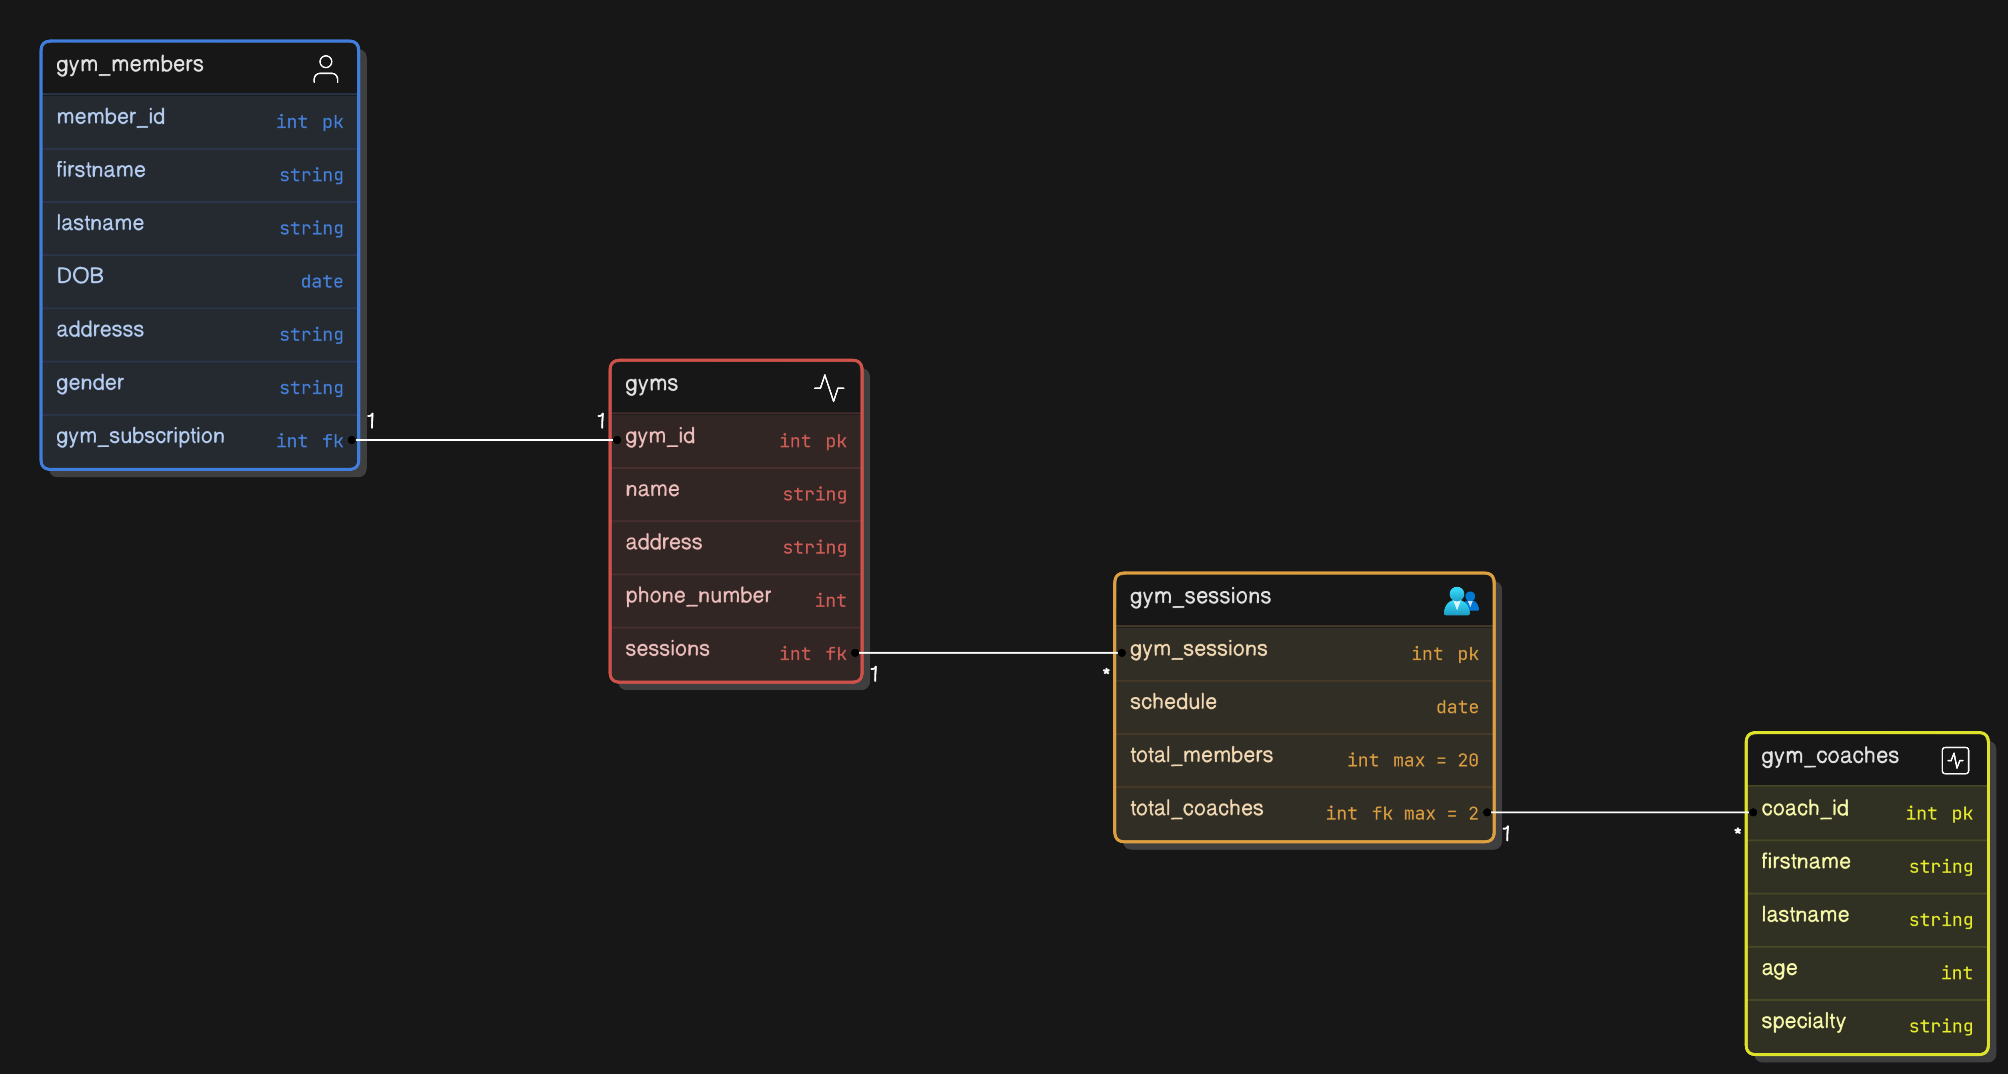 gym_members
member_id int pk
firstname string
lastname string
DOB date
addresss string
gender string
gym_subscription int fk
1
1
gyms
gym_id int pk
name string
address string
phone_number int
sessions int fk
1
*
gym_sessions
gym_sessions int pk
schedule date
total_members int max = 20
total_coaches int fk max = 2
1
*
gym_coaches
coach_id int pk
firstname string
lastname string
age int
specialty string